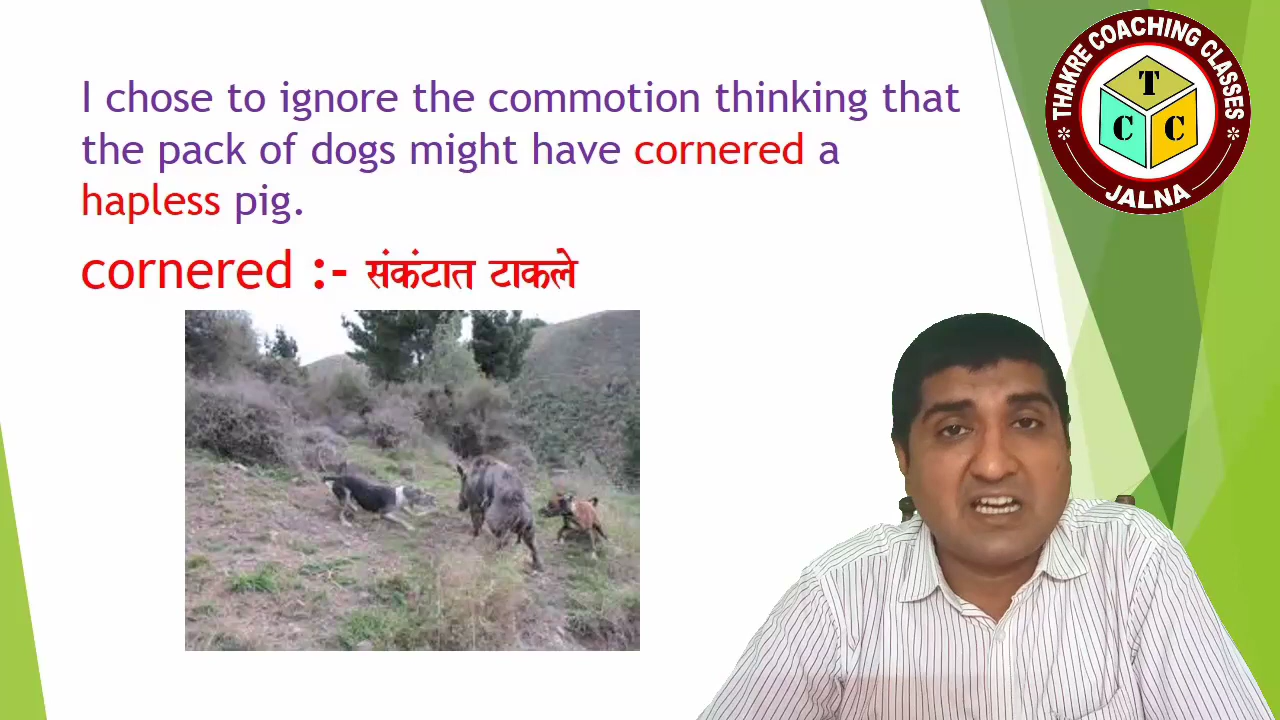 I chose to ignore the commotion thinking that
the pack of dogs might have cornered a
hapless pig.
cornered :- संकंटात टाकले
THAKRE COACHING CLASSES
T
C C
JALNA